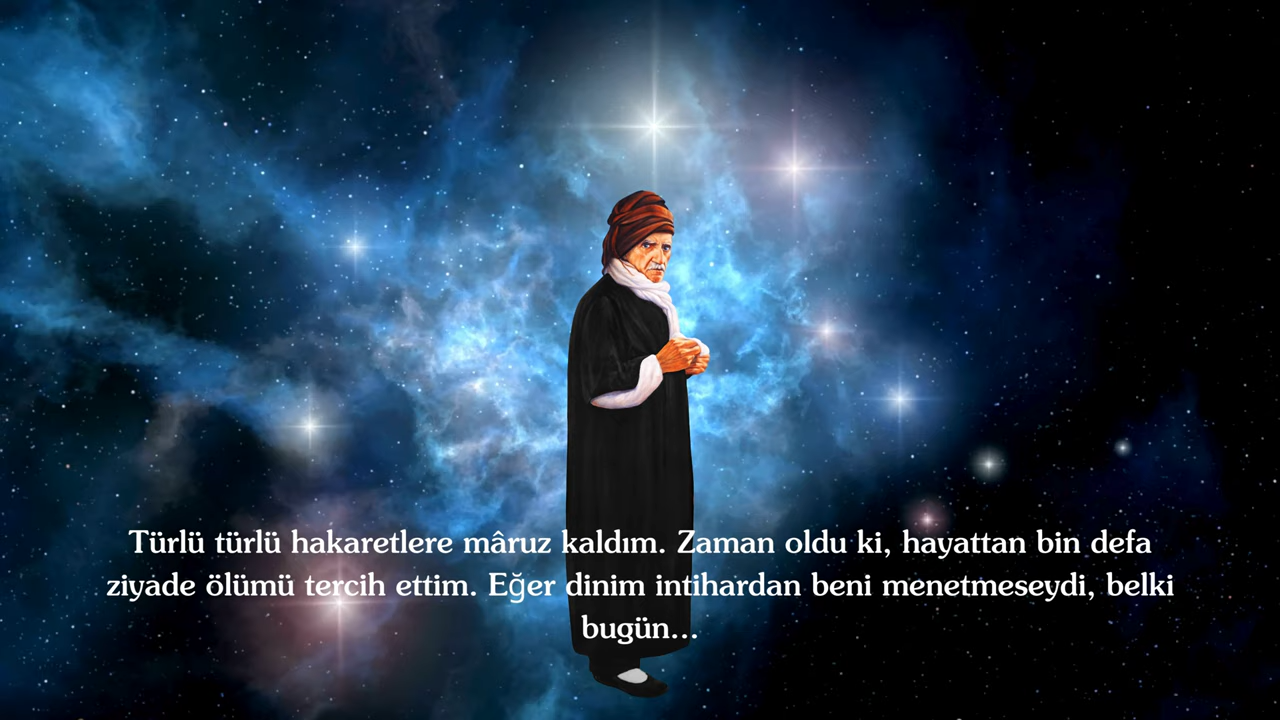 Türlü türlü hakaretlere mâruz kaldım. Zaman oldu ki, hayattan bin defa
ziyade ölümü tercih ettim. Eğer dinim intihardan beni menetmeseydi, belki
bugün...